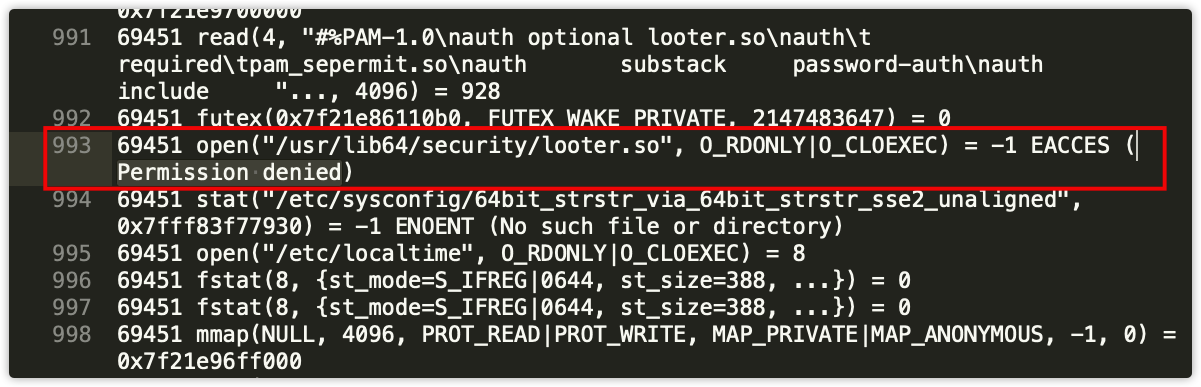 0x7f21e9700000
991 69451 read(4, "#%PAM-1.0\nauth optional looter.so\nauth\t
required\tpam_sepermit.so\nauth       substack     password-auth\nauth
include      "..., 4096) = 928
992 69451 futex(0x7f21e86110b0, FUTEX_WAKE_PRIVATE, 2147483647) = 0
993 69451 open("/usr/lib64/security/looter.so", O_RDONLY|O_CLOEXEC) = -1 EACCES (
Permission denied)
994 69451 stat("/etc/sysconfig/64bit_strstr_via_64bit_strstr_sse2_unaligned",
0x7fff83f77930) = -1 ENOENT (No such file or directory)
995 69451 open("/etc/localtime", O_RDONLY|O_CLOEXEC) = 8
996 69451 fstat(8, {st_mode=S_IFREG|0644, st_size=388, ...}) = 0
997 69451 fstat(8, {st_mode=S_IFREG|0644, st_size=388, ...}) = 0
998 69451 mmap(NULL, 4096, PROT_READ|PROT_WRITE, MAP_PRIVATE|MAP_ANONYMOUS, -1, 0) =
0x7f21e96ff000